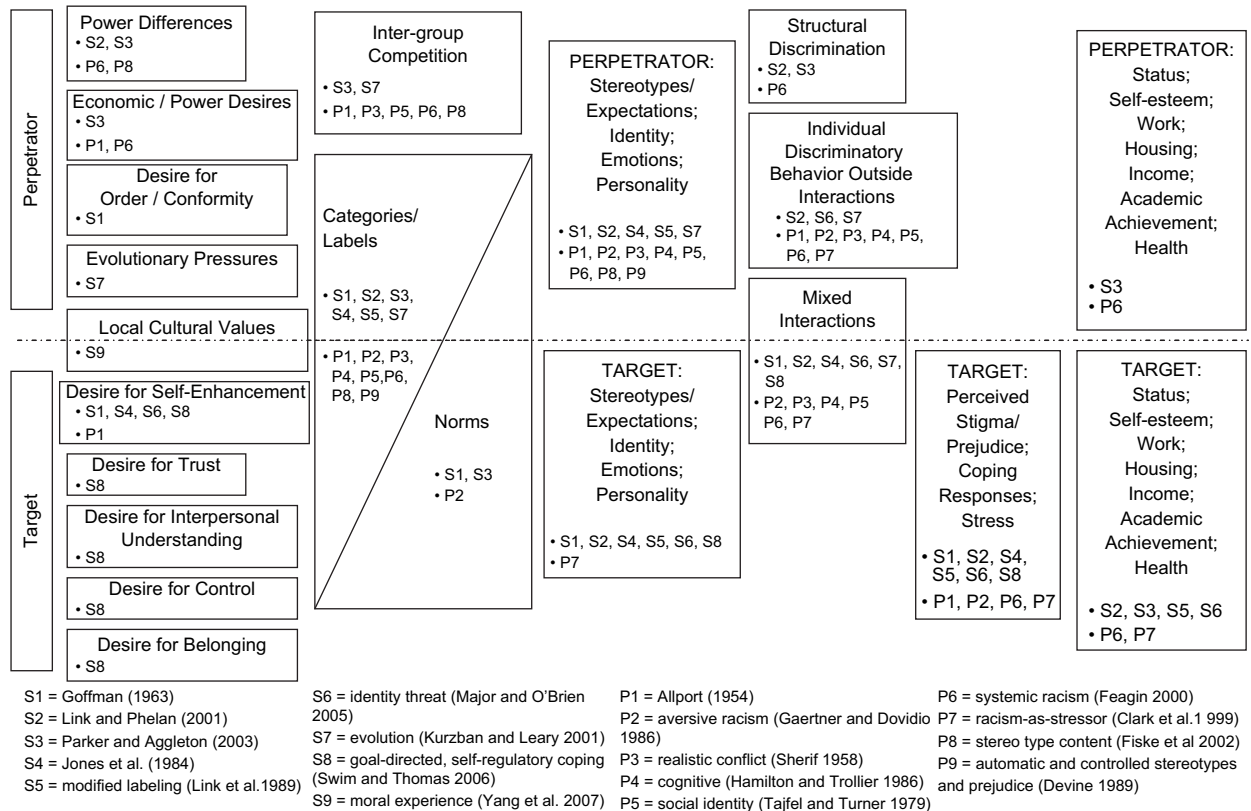 Perpetrator
Target
Power Differences
• S2, S3
• P6, P8
Economic / Power Desires
• S3
• P1, P6
Desire for
Order / Conformity
• S1
Evolutionary Pressures
• S7
Local Cultural Values
• S9
Desire for Self-Enhancement
• S1, S4, S6, S8
• P1
Desire for Trust
• S8
Desire for Interpersonal
Understanding
• S8
Desire for Control
• S8
Desire for Belonging
• S8
Inter-group
Competition
• S3, S7
• P1, P3, P5, P6, P8
Categories/
Labels
• S1, S2, S3,
S4, S5, S7
• P1, P2, P3,
P4, P5,P6,
P8, P9
Norms
• S1, S3
• P2
PERPETRATOR:
Stereotypes/
Expectations;
Identity;
Emotions;
Personality
• S1, S2, S4, S5, S7
• P1, P2, P3, P4, P5,
P6, P8, P9
TARGET:
Stereotypes/
Expectations;
Identity;
Emotions;
Personality
• S1, S2, S4, S5, S6, S8
• P7
Structural
Discrimination
• S2, S3
• P6
Individual
Discriminatory
Behavior Outside
Interactions
• S2, S6, S7
• P1, P2, P3, P4, P5,
P6, P7
Mixed
Interactions
• S1, S2, S4, S6, S7,
S8
• P2, P3, P4, P5
P6, P7
TARGET:
Perceived
Stigma/
Prejudice;
Coping
Responses;
Stress
• S1, S2, S4,
S5, S6, S8
• P1, P2, P6, P7
PERPETRATOR:
Status;
Self-esteem;
Work;
Housing;
Income;
Academic
Achievement;
Health
• S3
• P6
TARGET:
Status;
Self-esteem;
Work;
Housing;
Income;
Academic
Achievement;
Health
• S2, S3, S5, S6
• P6, P7
S1 = Goffman (1963)
S2 = Link and Phelan (2001)
S3 = Parker and Aggleton (2003)
S4 = Jones et al. (1984)
S5 = modified labeling (Link et al.1989)
S6 = identity threat (Major and O'Brien
2005)
S7 = evolution (Kurzban and Leary 2001)
S8 = goal-directed, self-regulatory coping
(Swim and Thomas 2006)
S9 = moral experience (Yang et al. 2007)
P1 = Allport (1954)
P2 = aversive racism (Gaertner and Dovidio
1986)
P3 = realistic conflict (Sherif 1958)
P4 = cognitive (Hamilton and Trollier 1986)
P5 = social identity (Tajfel and Turner 1979)
P6 = systemic racism (Feagin 2000)
P7 = racism-as-stressor (Clark et al.1 999)
P8 = stereo type content (Fiske et al 2002)
P9 = automatic and controlled stereotypes
and prejudice (Devine 1989)